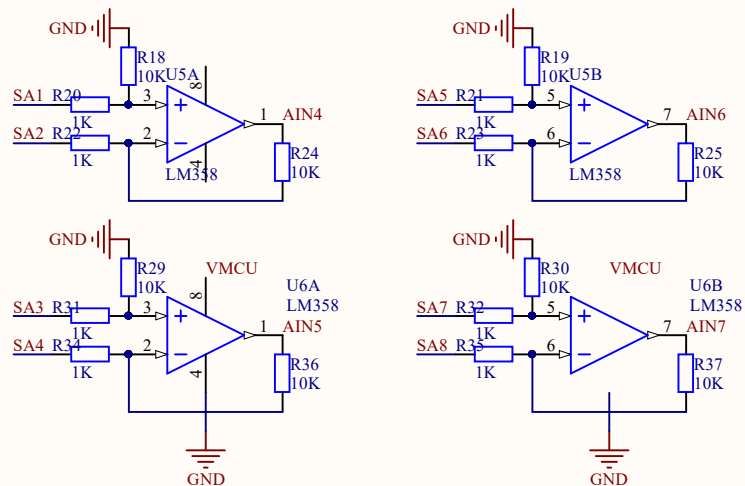 GND
R18
10K
U5A
8
SA1
R20
3
1K
SA2
R22
2
1K
1
AIN4
4
LM358
R24
10K
GND
R19
10K
U5B
SA5
R21
5
1K
SA6
R23
6
1K
7
AIN6
LM358
R25
10K
GND
R29
10K
VMCU
8
U6A
LM358
SA3
R31
3
1K
SA4
R34
2
1K
1
AIN5
4
R36
10K
GND
GND
R30
10K
VMCU
U6B
LM358
SA7
R32
5
1K
SA8
R35
6
1K
7
AIN7
R37
10K
GND